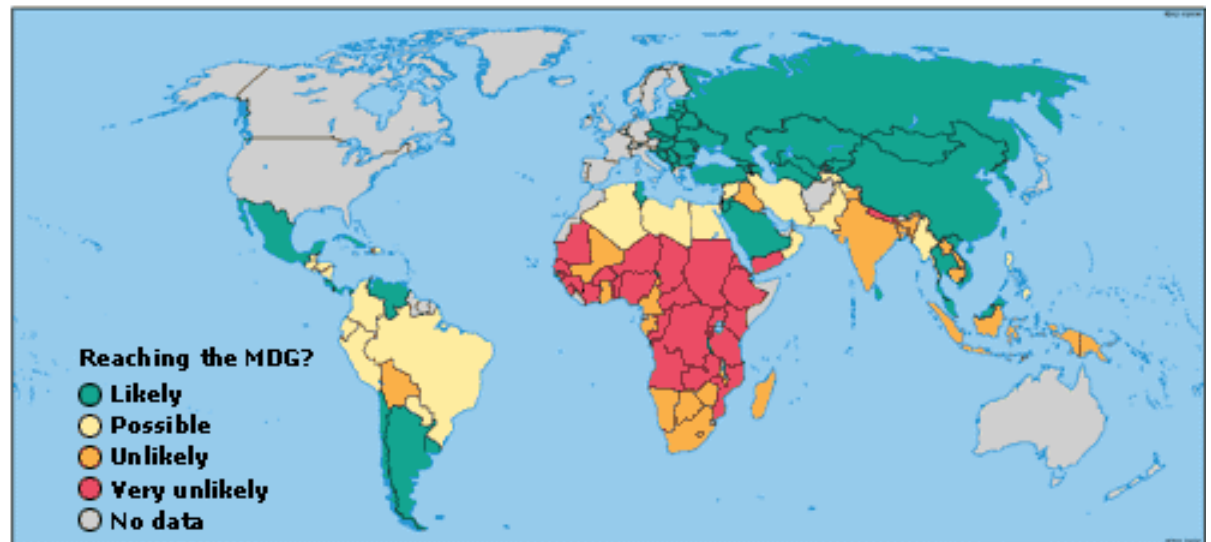 Reaching the MDG?
Likely
Possible
Unlikely
Very unlikely
No data